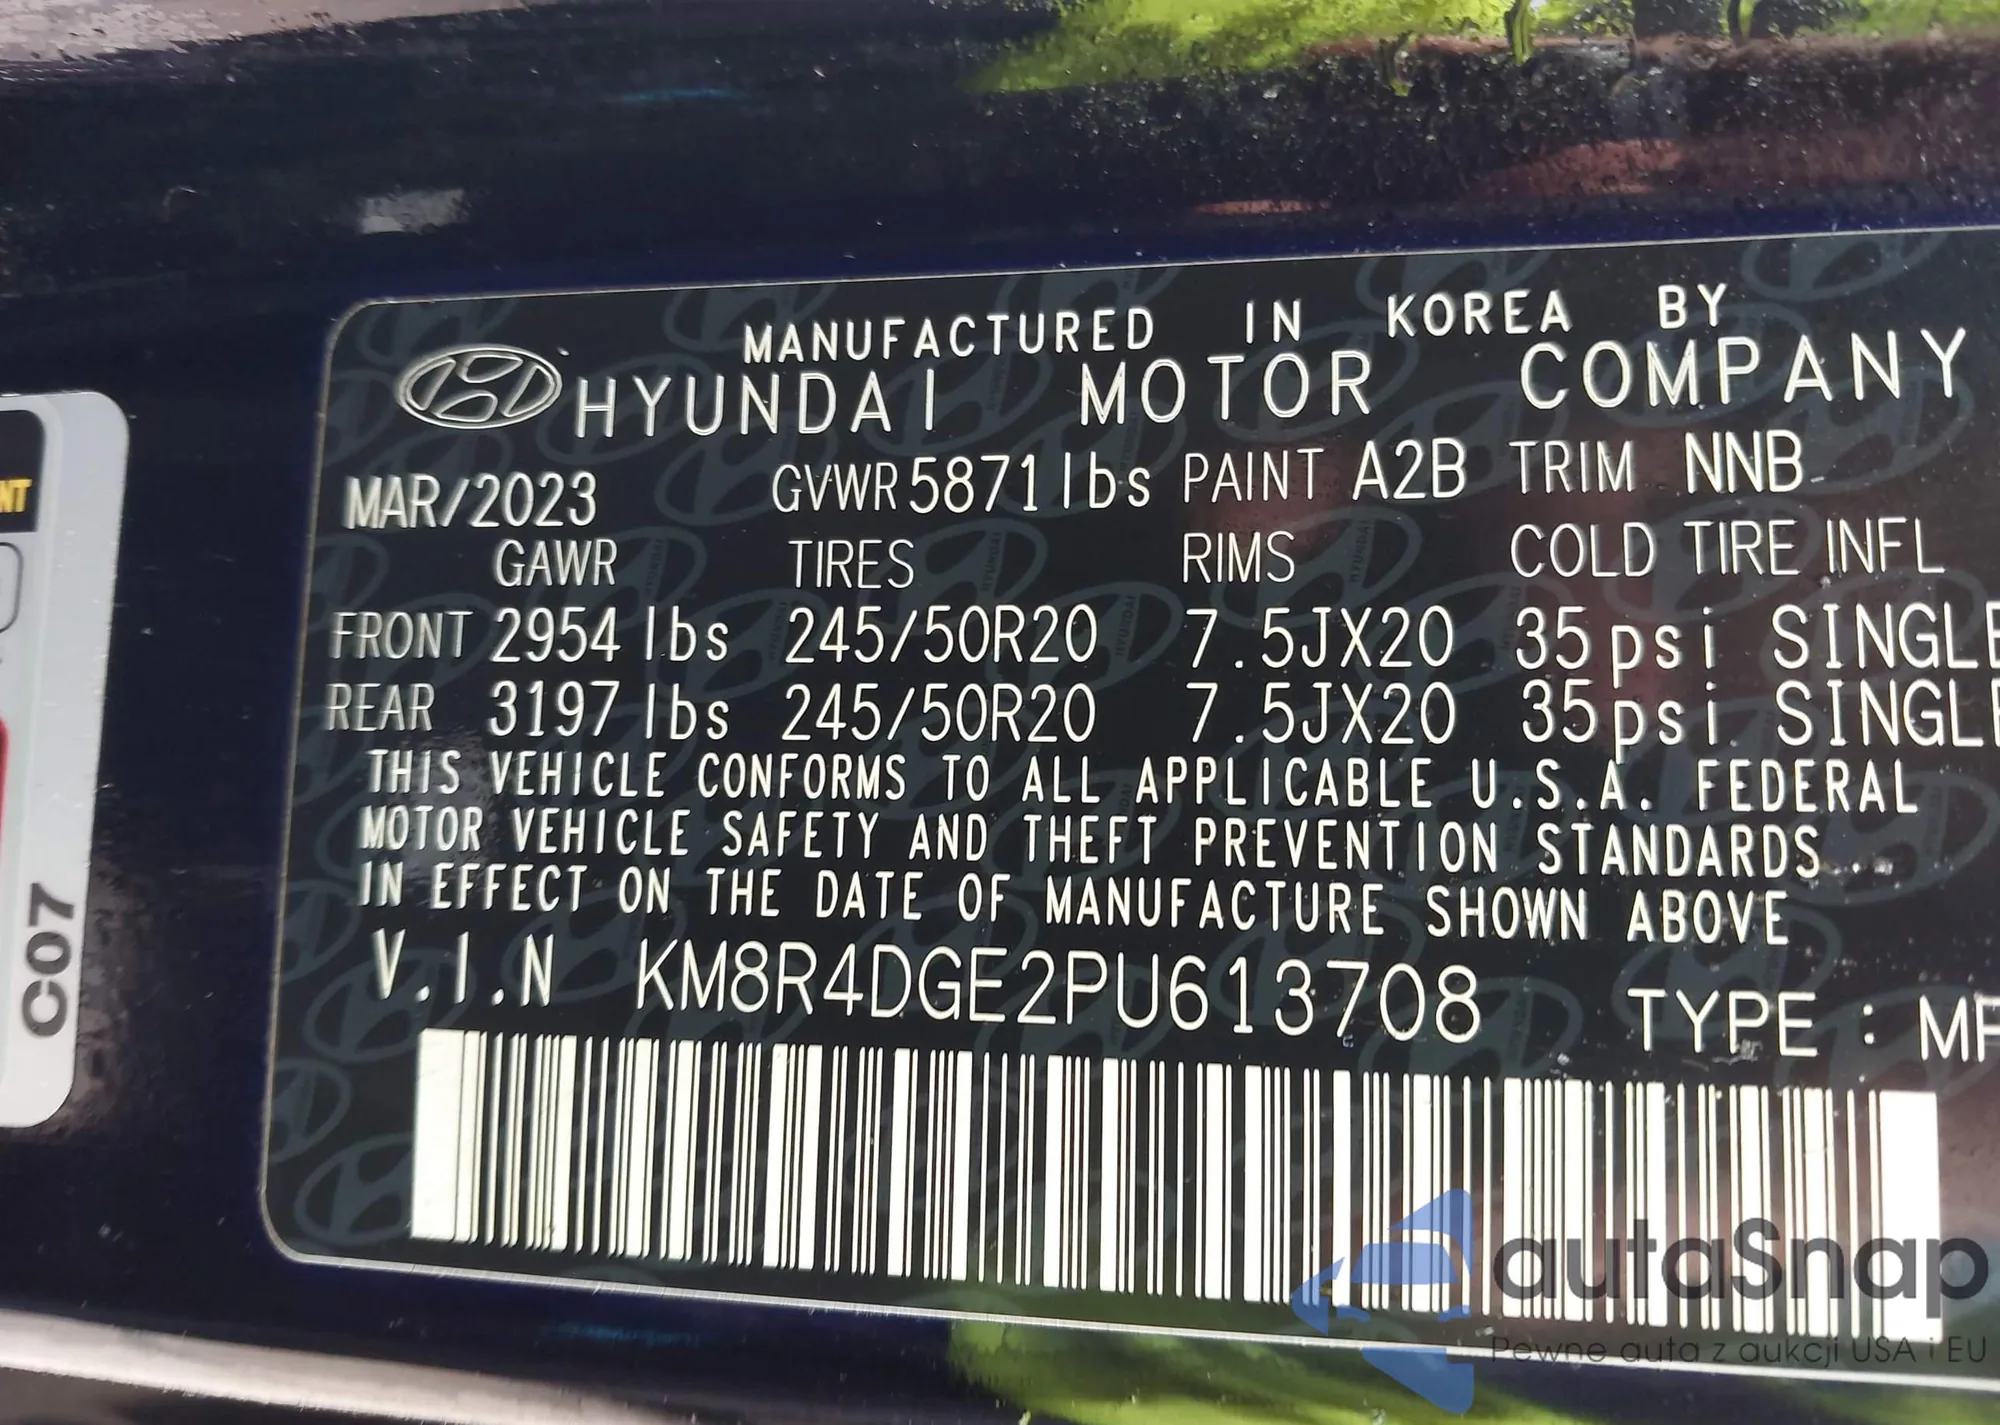 MANUFACTURED IN KOREA BY
HYUNDAI MOTOR COMPANY
MAR/2023 GVWR 5871 lbs PAINT A2B TRIM NNB
GAWR TIRES RIMS COLD TIRE INFL
FRONT 2954 lbs 245/50R20 7.5JX20 35psi SINGLE
REAR 3197 lbs 245/50R20 7.5JX20 35psi SINGLE
THIS VEHICLE CONFORMS TO ALL APPLICABLE U.S.A. FEDERAL
MOTOR VEHICLE SAFETY AND THEFT PREVENTION STANDARDS
IN EFFECT ON THE DATE OF MANUFACTURE SHOWN ABOVE
V.I.N KM8R4DGE2PU613708 TYPE : MP
NT
C07
autaSnap
Pewne auta z aukcji USA i EU